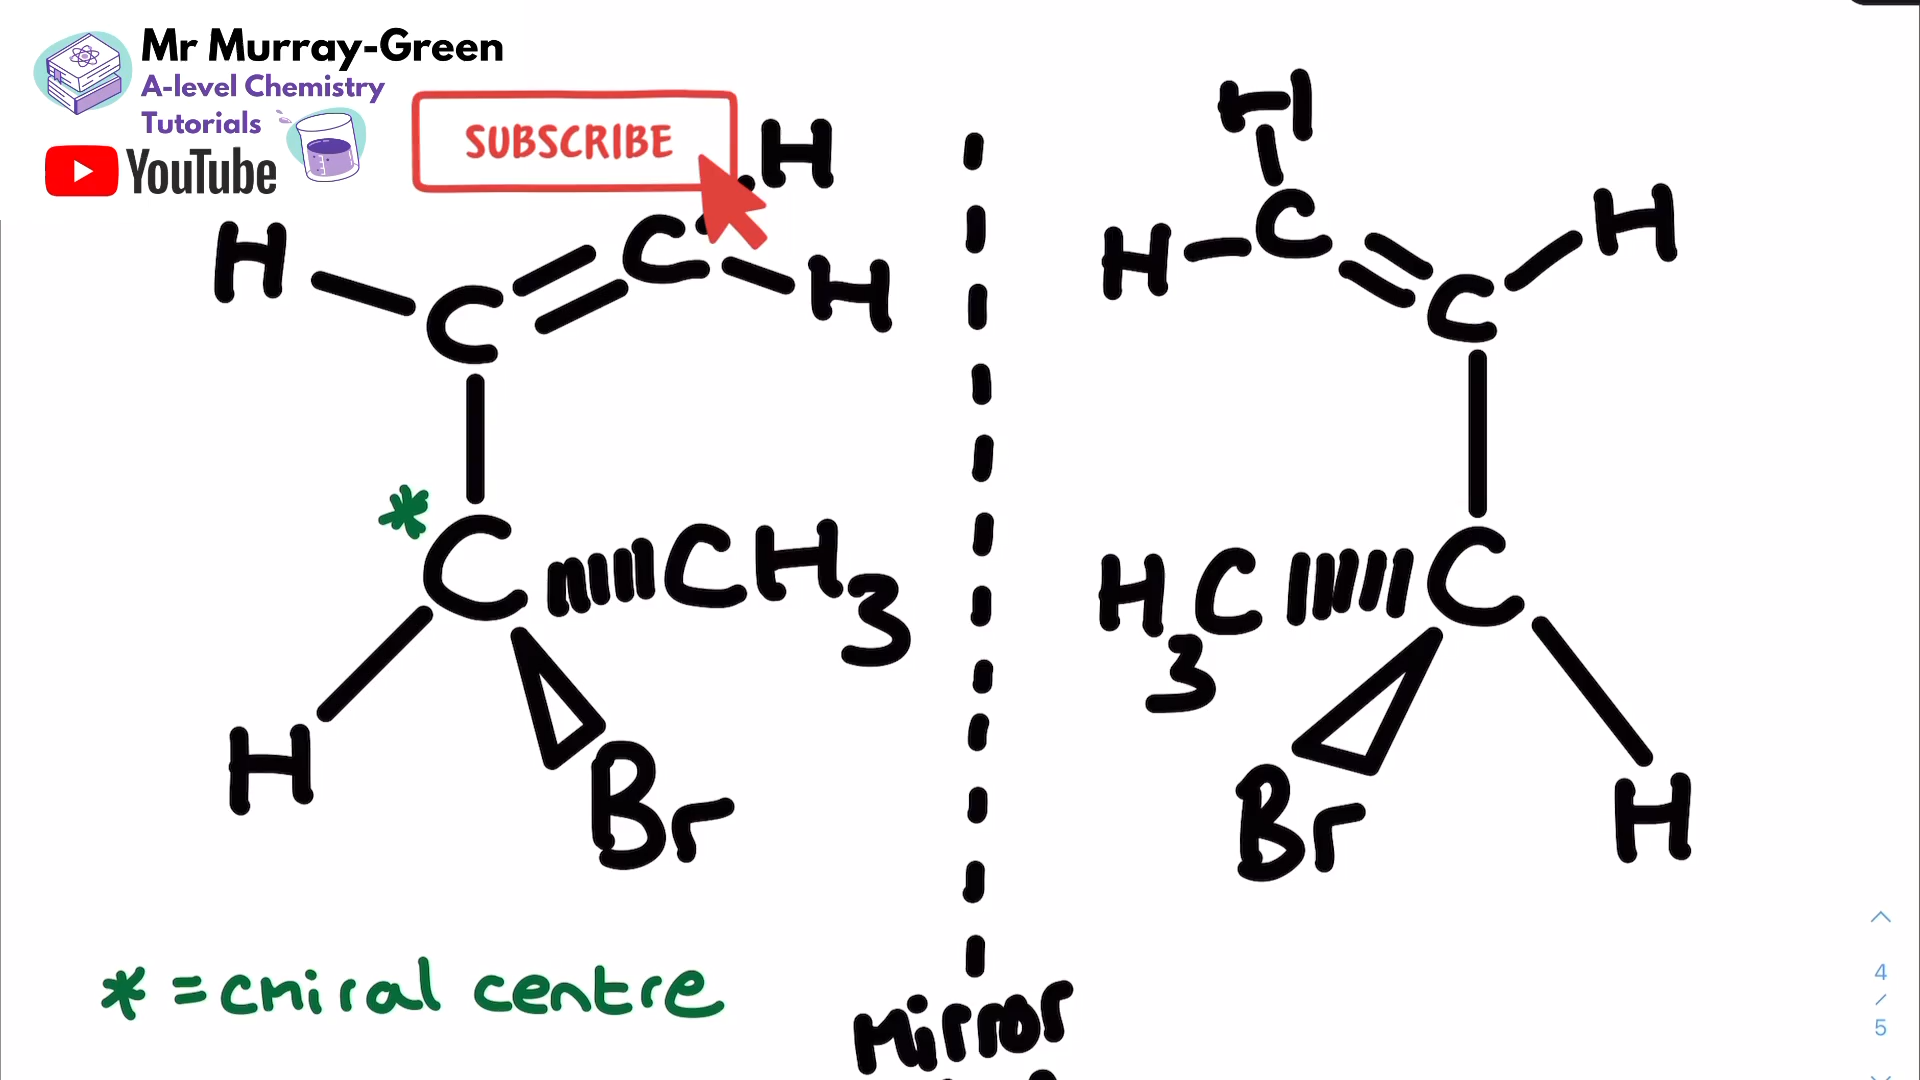 Mr Murray-Green
A-level Chemistry
Tutorials
YouTube
SUBSCRIBE
H
H
H
C
C
H
H
C
H
C
H
* C CH3
H
Br
H3C C
Br
H
* = chiral centre
Mirror
4
/
5